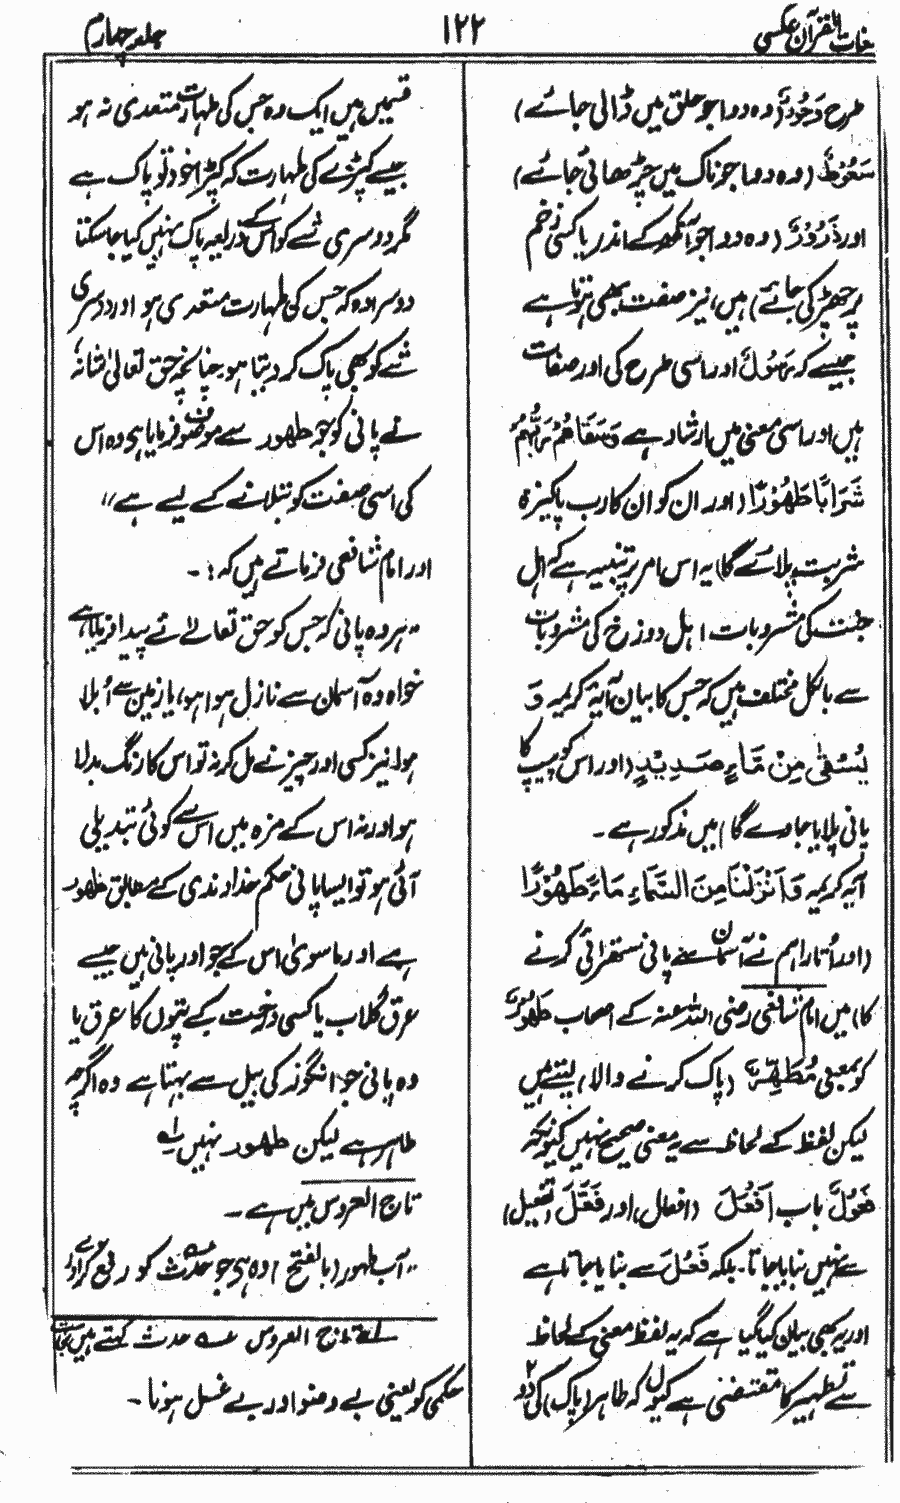 لغات القرآن عکسی
۱۲۲
جلد چہارم
طرح وَجُوْرٌ (وہ دوا جو حلق میں ڈالی جائے)
سَعُوْطٌ (وہ دوا جو ناک میں چڑھائی جائے)
اور ذَرُوْرٌ (وہ دوا جو آنکھ کے اندر یا کسی زخم
پر چھڑکی جائے) ہیں، نیز صفت بھی ہوتا ہے
جیسے کہ رَسُوْلٌ اور اسی طرح کی اور صفات
ہیں اور اسی معنی میں ارشاد ہے وَسَقَاھُمْ رَبُّہُمْ
شَرَابًا طَھُوْرًا (اور ان کو ان کا رب پاکیزہ
شربت پلائے گا) یہ اس امر پر تنبیہ ہے کہ اہل
جنت کی مشروبات اہل دوزخ کی مشروبات
سے بالکل مختلف ہیں کہ جس کا بیان آیۂ کریمہ وَ
یُسْقٰی مِنْ مَّاءٍ صَدِیْدٍ (اور اس کو پیپ کا
پانی پلایا جاوے گا) میں مذکور ہے ۔
آیہ کریمہ وَاَنْزَلْنَا مِنَ السَّمَاءِ مَاءً طَھُوْرًا
(اور اُتارا ہم نے آسمان سے پانی ستھرائی کرنے
کا) میں امام شافعی رضی اللہ عنہ کے اصحاب طَھُوْرٌ
کو بمعنی مُطَھِّرٌ (پاک کرنے والا) لیتے ہیں
لیکن لفظ کے لحاظ سے یہ معنی صحیح نہیں کیونکہ
فَعُوْلٌ باب اَفْعَلَ (افعال) اور فَعَّلَ (تفعیل)
سے نہیں بنایا جاتا۔ بلکہ فَعُلَ سے بنایا جاتا ہے
اور یہ بھی بیان کیا گیا ہے کہ یہ لفظ معنی کے لحاظ
سے تطہیر کا مقتضی ہے کیوں کہ طاہر (پاک) کی دو ۲
قسمیں ہیں ایک وہ جس کی طہارت متعدی نہ ہو
جیسے کپڑے کی طہارت کہ کپڑا خود تو پاک ہے
مگر دوسری شے کو اس کے ذریعہ پاک نہیں کیا جا سکتا
دوسرا وہ کہ جس کی طہارت متعدی ہو اور دوسری
شے کو بھی پاک کر دیتا ہو۔ چنانچہ حق تعالیٰ شانہٗ
نے پانی کو جو طھور سے موصوف فرمایا ہے وہ اس
کی اسی صفت کو بتلانے کے لیے ہے ،،
اور امام شافعی فرماتے ہیں کہ :۔
”ہر وہ پانی کہ جس کو حق تعالےٰ نے پیدا فرمایا ہے
خواہ وہ آسمان سے نازل ہوا ہو، یا زمین سے اُبلا
ہو۔ نیز کسی اور چیز نے مل کر نہ تو اس کا رنگ بدلا
ہو اور نہ اس کے مزہ میں اس سے کوئی تبدیلی
آئی ہو تو ایسا پانی حکم خداوندی کے مطابق طھور
ہے اور ماسویٰ اس کے جو اور پانی ہیں جیسے
عرق گلاب یا کسی درخت کے پتوں کا عرق یا
وہ پانی جو انگور کی بیل سے بہتا ہے وہ اگرچہ
طاہر ہے لیکن طھور نہیں لہ
تاج العروس میں ہے ۔
”آب طہور (بالفتح) وہ ہے جو حدث عہ کو رفع کرا دے
لہ تاج العروس عہ حدث کہتے ہیں
حکمی کو یعنی بے وضو اور بے غسل ہونا ۔